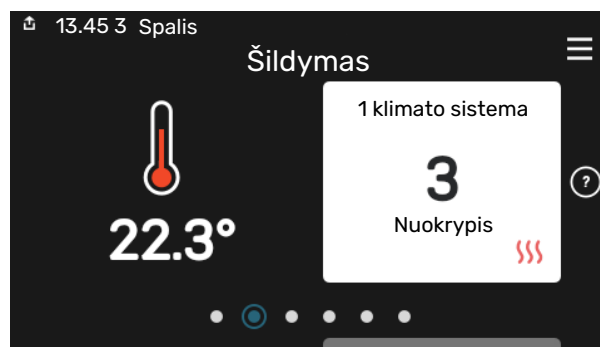 13.45 3 Spalis
Šildymas
1 klimato sistema
3
Nuokrypis
22.3°
?